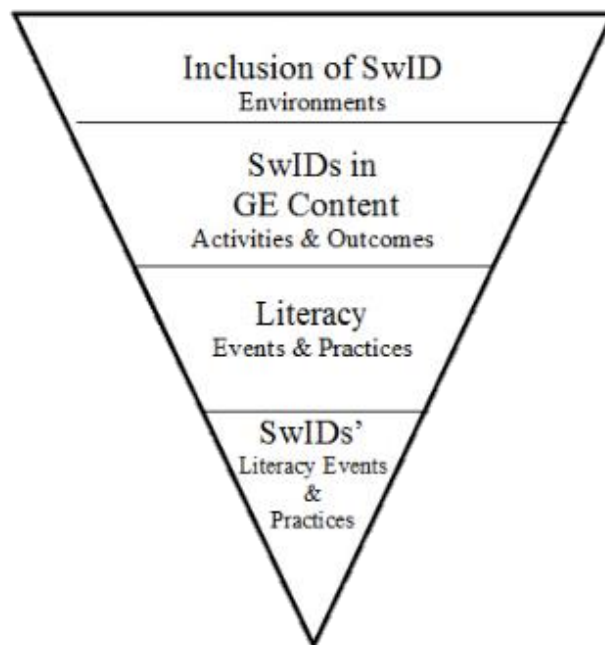 Inclusion of SwID
Environments
SwIDs in
GE Content
Activities & Outcomes
Literacy
Events & Practices
SwIDs’
Literacy Events
&
Practices